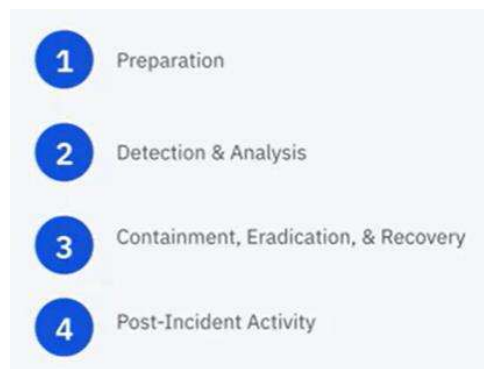 1 Preparation
2 Detection & Analysis
3 Containment, Eradication, & Recovery
4 Post-Incident Activity